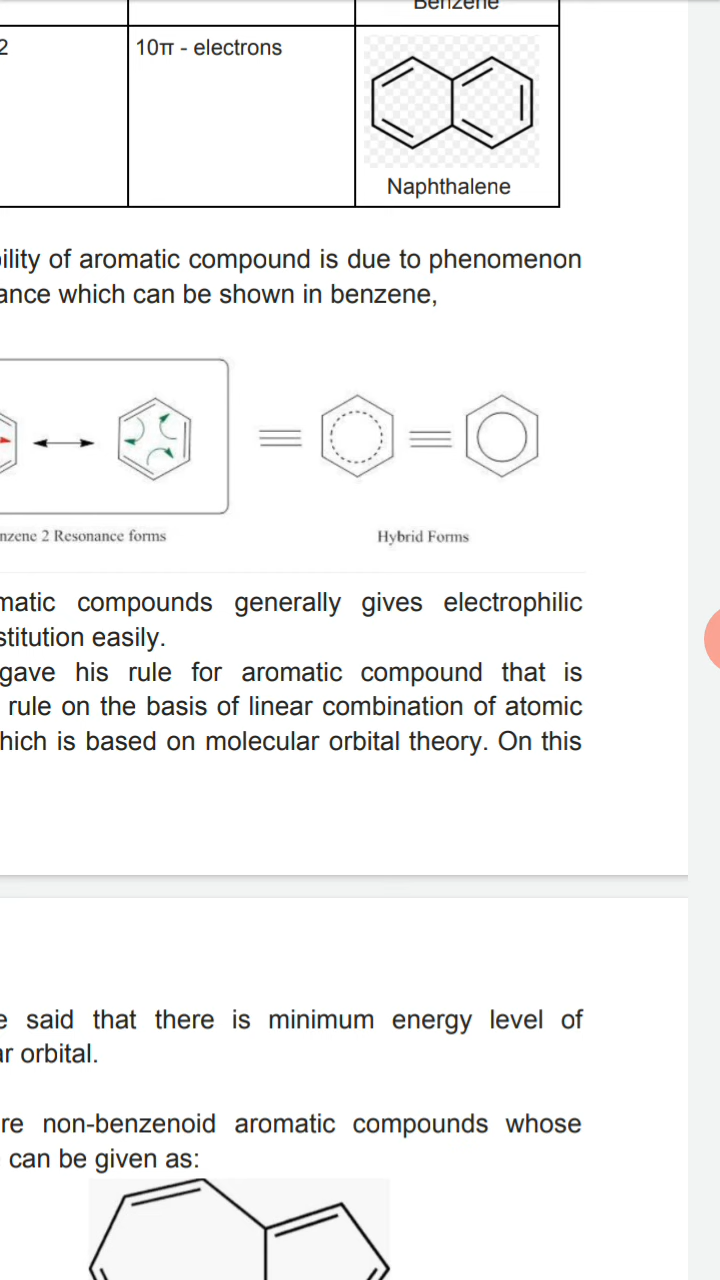 Benzene
2
10π - electrons
Naphthalene
ility of aromatic compound is due to phenomenon
ance which can be shown in benzene,
nzene 2 Resonance forms
Hybrid Forms
matic compounds generally gives electrophilic
stitution easily.
gave his rule for aromatic compound that is
rule on the basis of linear combination of atomic
hich is based on molecular orbital theory. On this
e said that there is minimum energy level of
ar orbital.
re non-benzenoid aromatic compounds whose
can be given as: